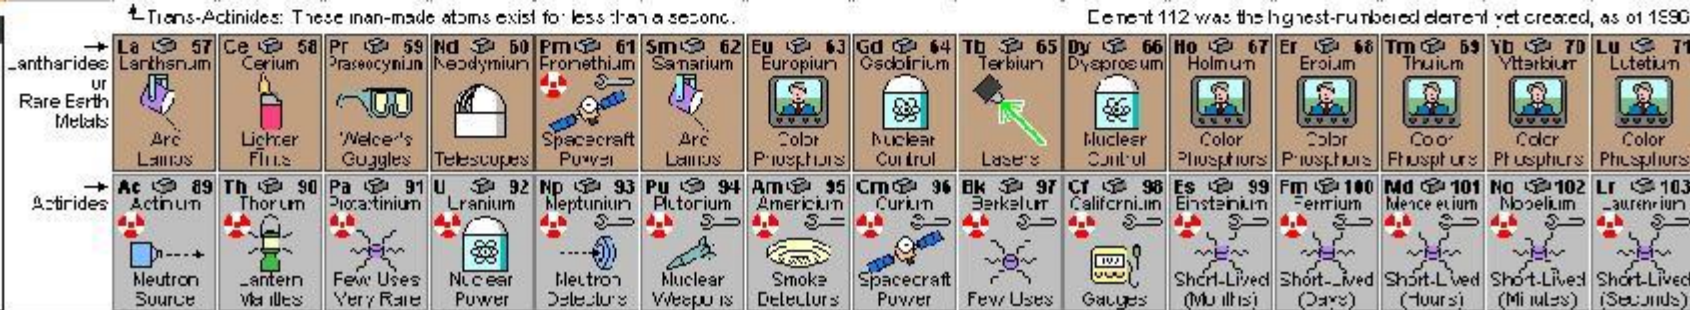 Trans-Actinides: These man-made atoms exist for less than a second.
Element 112 was the highest-numbered element yet created, as of 1996
Lanthanides
or
Rare Earth
Metals
La 57
Lanthanum
Arc
Lamps
Ce 58
Cerium
Lighter
Flints
Pr 59
Praseodymium
Welder's
Goggles
Nd 60
Neodymium
Telescopes
Pm 61
Promethium
Spacecraft
Power
Sm 62
Samarium
Arc
Lamps
Eu 63
Europium
Color
Phosphors
Gd 64
Gadolinium
Nuclear
Control
Tb 65
Terbium
Lasers
Dy 66
Dysprosium
Nuclear
Control
Ho 67
Holmium
Color
Phosphors
Er 68
Erbium
Color
Phosphors
Tm 69
Thulium
Color
Phosphors
Yb 70
Ytterbium
Color
Phosphors
Lu 71
Lutetium
Color
Phosphors
Actinides
Ac 89
Actinium
Neutron
Source
Th 90
Thorium
Lantern
Mantles
Pa 91
Protactinium
Few Uses
Very Rare
U 92
Uranium
Nuclear
Power
Np 93
Neptunium
Neutron
Detectors
Pu 94
Plutonium
Nuclear
Weapons
Am 95
Americium
Smoke
Detectors
Cm 96
Curium
Spacecraft
Power
Bk 97
Berkelium
Few Uses
Cf 98
Californium
Gauges
Es 99
Einsteinium
Short-Lived
(Months)
Fm 100
Fermium
Short-Lived
(Days)
Md 101
Mendelevium
Short-Lived
(Hours)
No 102
Nobelium
Short-Lived
(Minutes)
Lr 103
Lawrencium
Short-Lived
(Seconds)